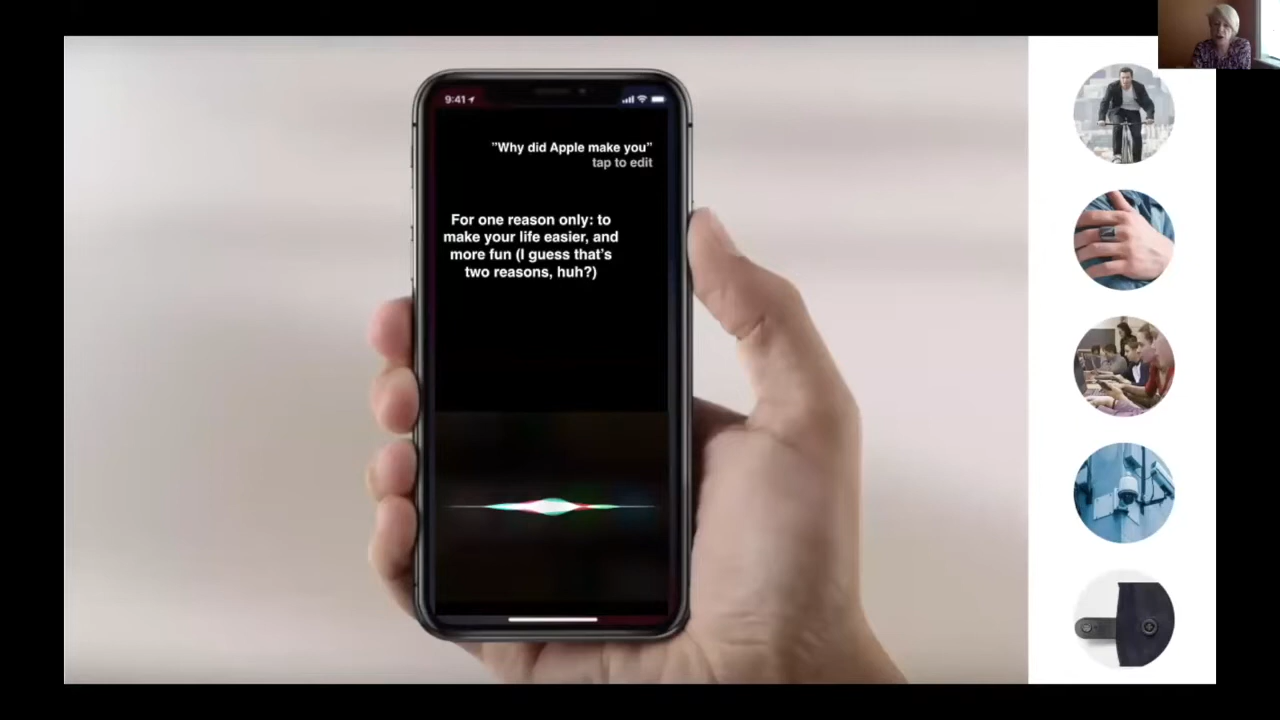 9:41
"Why did Apple make you"
tap to edit
For one reason only: to
make your life easier, and
more fun (I guess that's
two reasons, huh?)